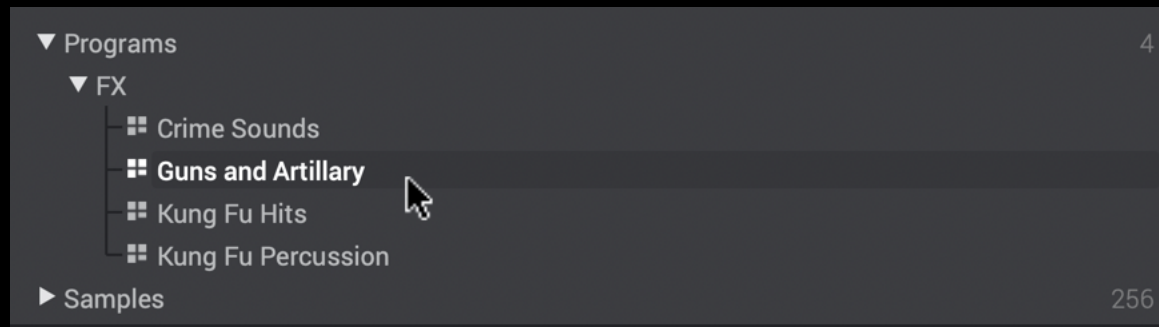 Programs 4
FX
Crime Sounds
Guns and Artillary
Kung Fu Hits
Kung Fu Percussion
Samples 256